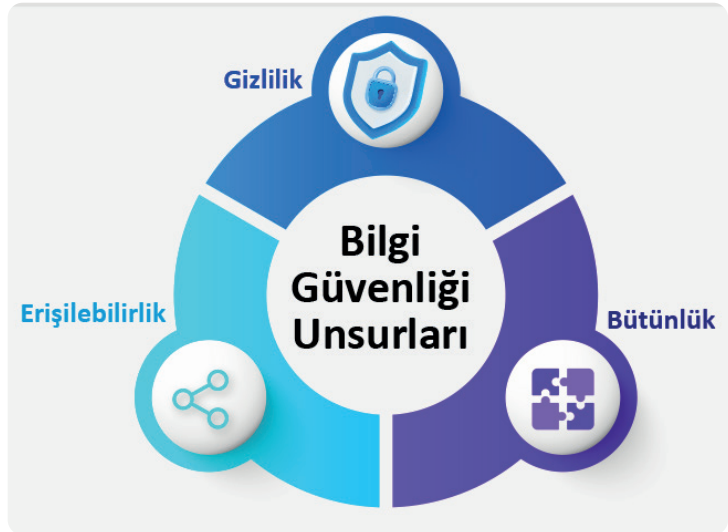 Gizlilik
Bilgi
Güvenliği
Unsurları
Erişilebilirlik
Bütünlük